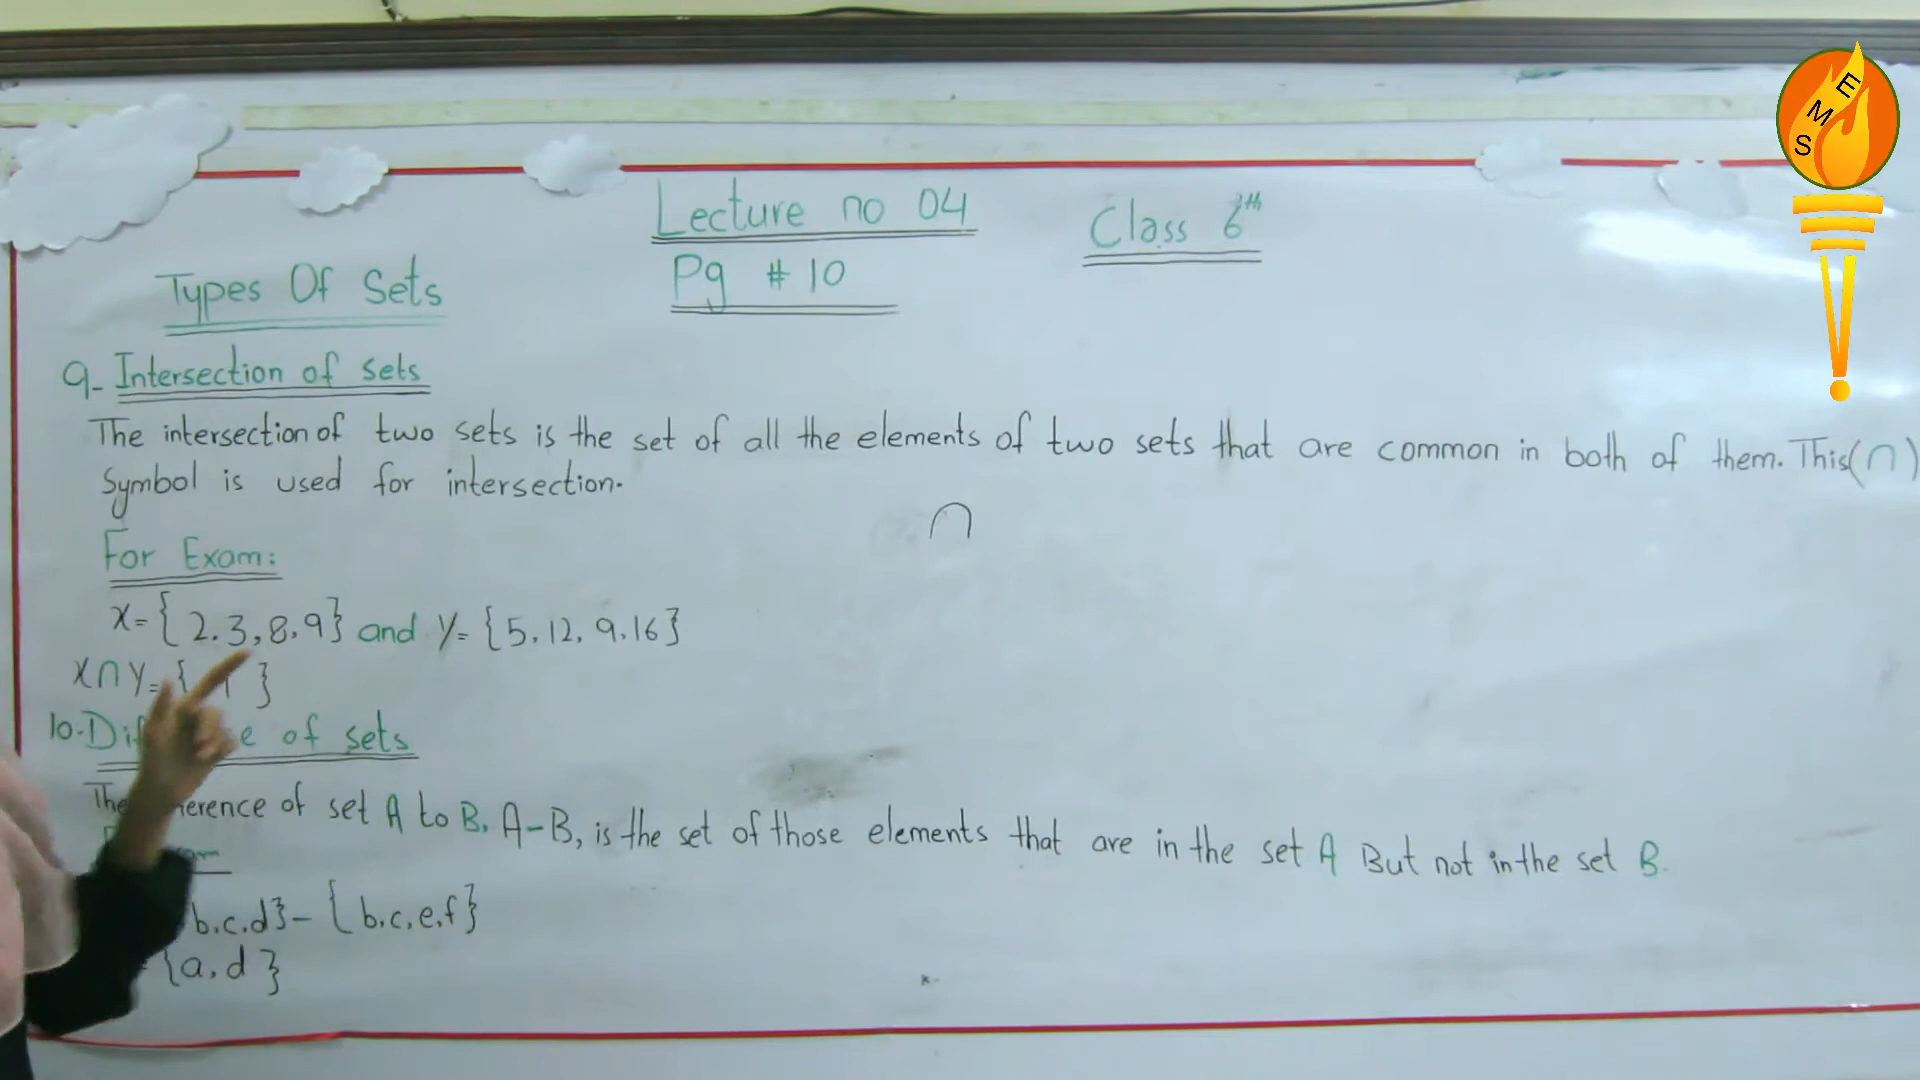 E
M
S
Lecture no 04
Class 6th
Pg # 10
Types Of Sets
9- Intersection of sets
The intersection of two sets is the set of all the elements of two sets that are common in both of them. This (∩)
Symbol is used for intersection.
∩
For Exam:
X= {2.3,8.9} and Y= {5.12.9.16}
X∩Y= { }
10. of sets
The of set A to B. A-B, is the set of those elements that are in the set A But not in the set B.
b.c.d}- {b.c.e.f}
{a,d}